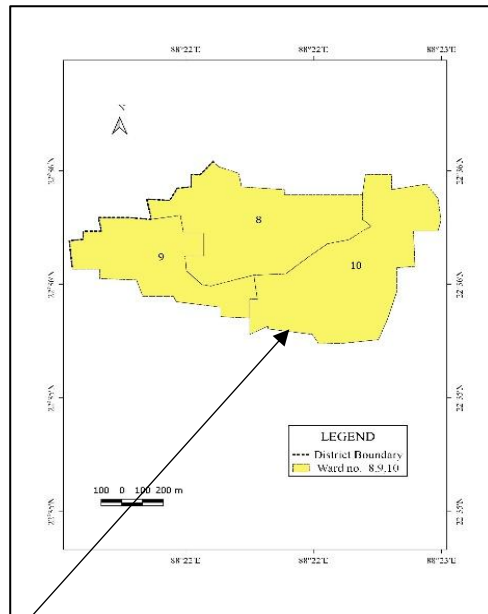 88°22'E 88°22'E 88°23'E
N
22°36'N 22°36'N
8
9
10
22°36'N 22°36'N
22°35'N 22°35'N
LEGEND
District Boundary
Ward no. 8,9,10
100 0 100 200 m
22°35'N 22°35'N
88°22'E 88°22'E 88°23'E